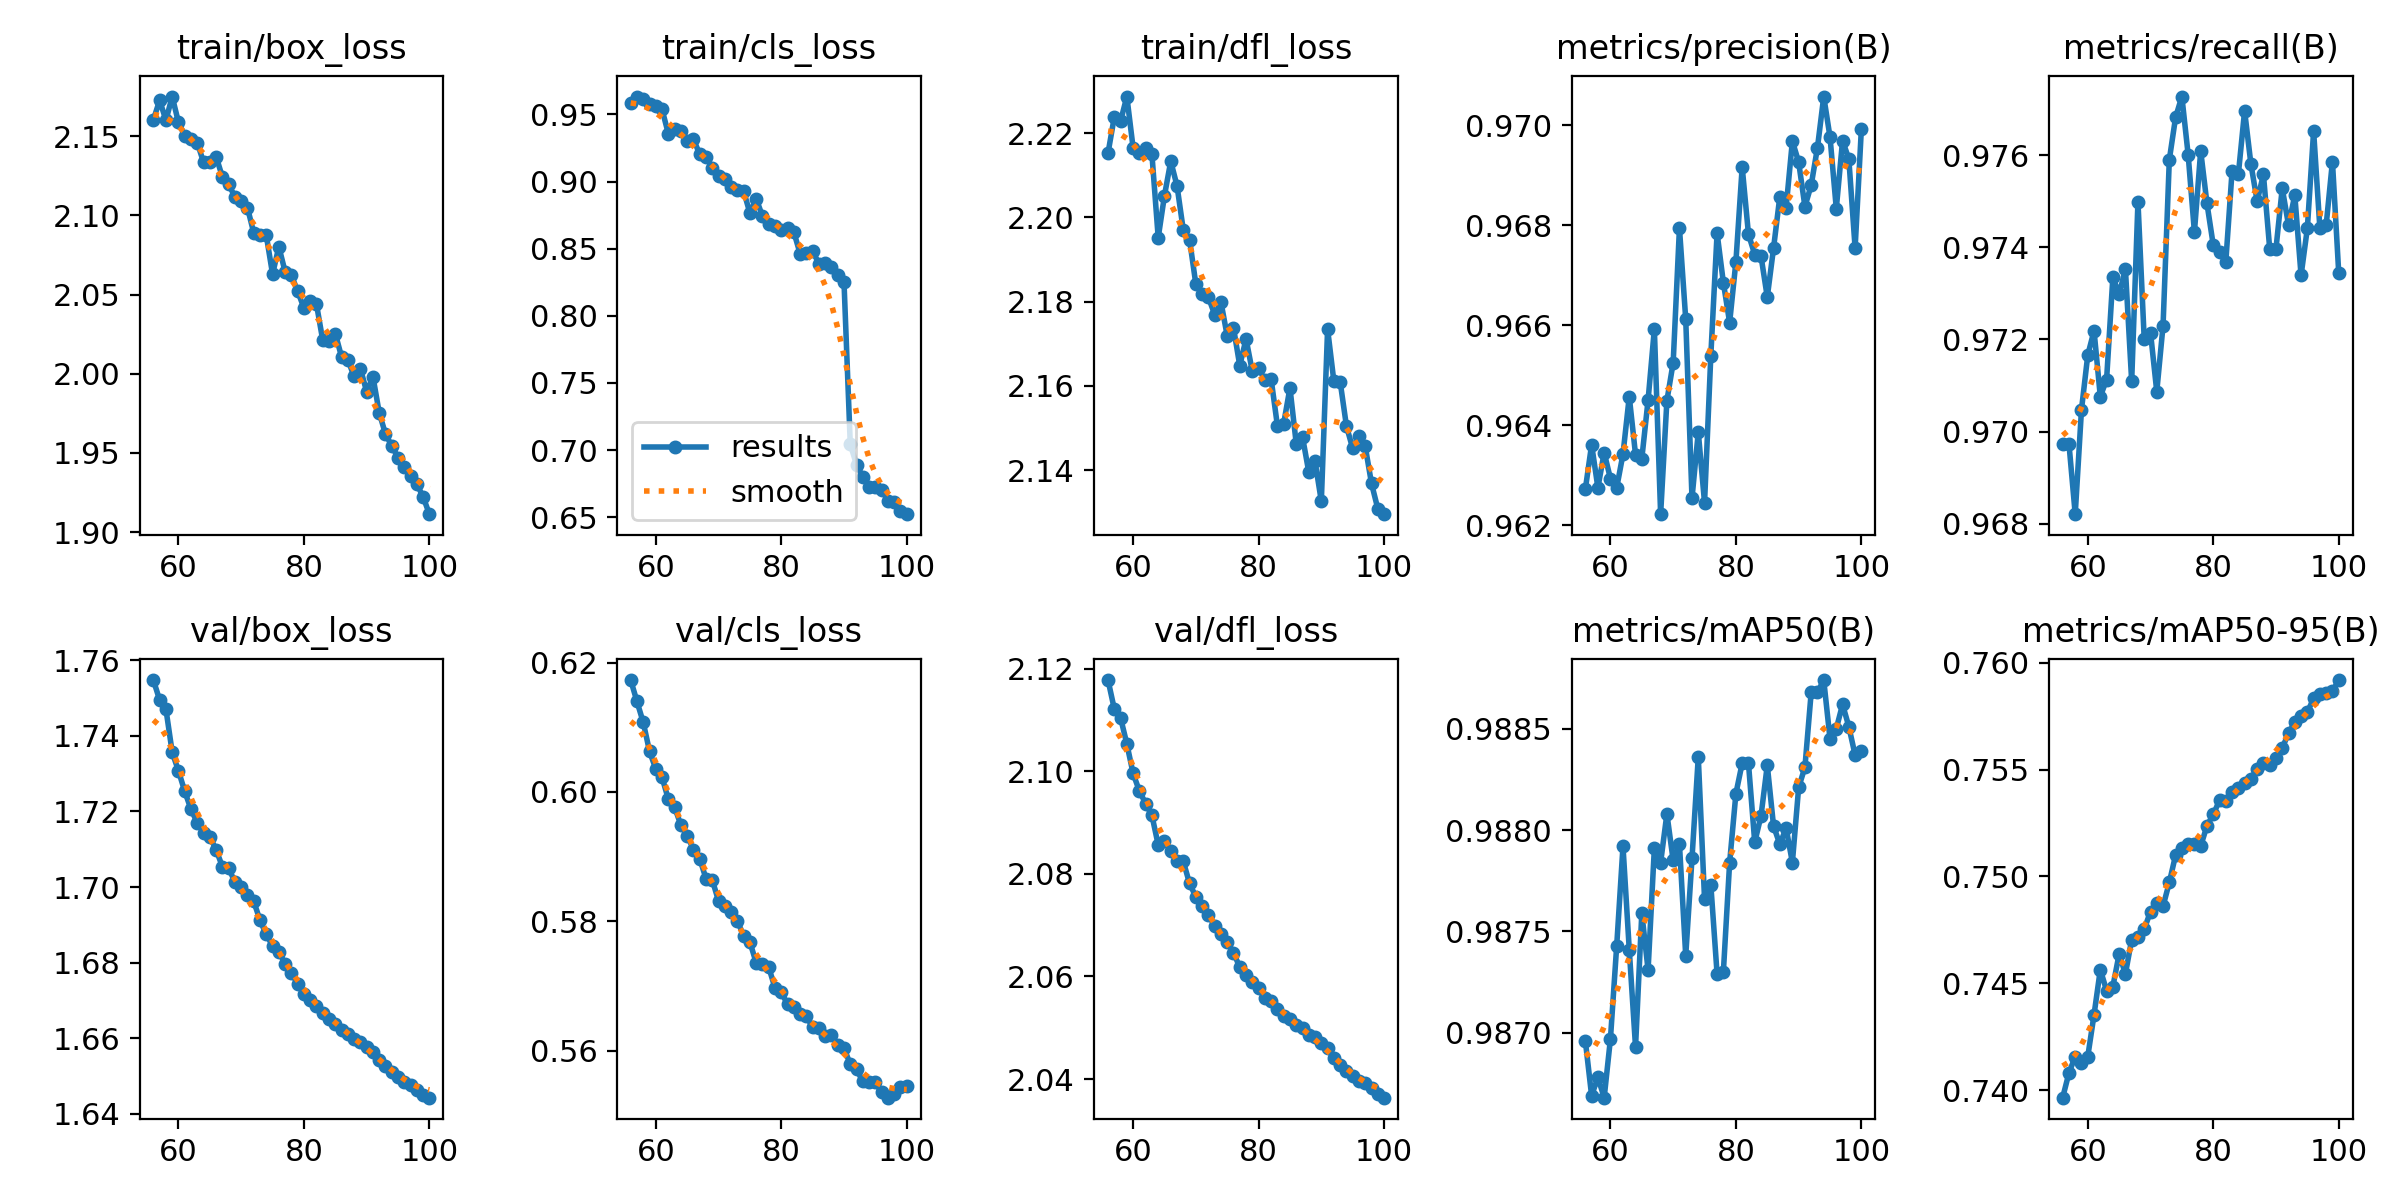 train/box_loss
train/cls_loss
train/dfl_loss
metrics/precision(B)
metrics/recall(B)
2.15
2.10
2.05
2.00
1.95
1.90
60 80 100
0.95
0.90
0.85
0.80
0.75
0.70
0.65
results
smooth
60 80 100
2.22
2.20
2.18
2.16
2.14
60 80 100
0.970
0.968
0.966
0.964
0.962
60 80 100
0.976
0.974
0.972
0.970
0.968
60 80 100
val/box_loss
val/cls_loss
val/dfl_loss
metrics/mAP50(B)
metrics/mAP50-95(B)
1.76
1.74
1.72
1.70
1.68
1.66
1.64
60 80 100
0.62
0.60
0.58
0.56
60 80 100
2.12
2.10
2.08
2.06
2.04
60 80 100
0.9885
0.9880
0.9875
0.9870
60 80 100
0.760
0.755
0.750
0.745
0.740
60 80 100